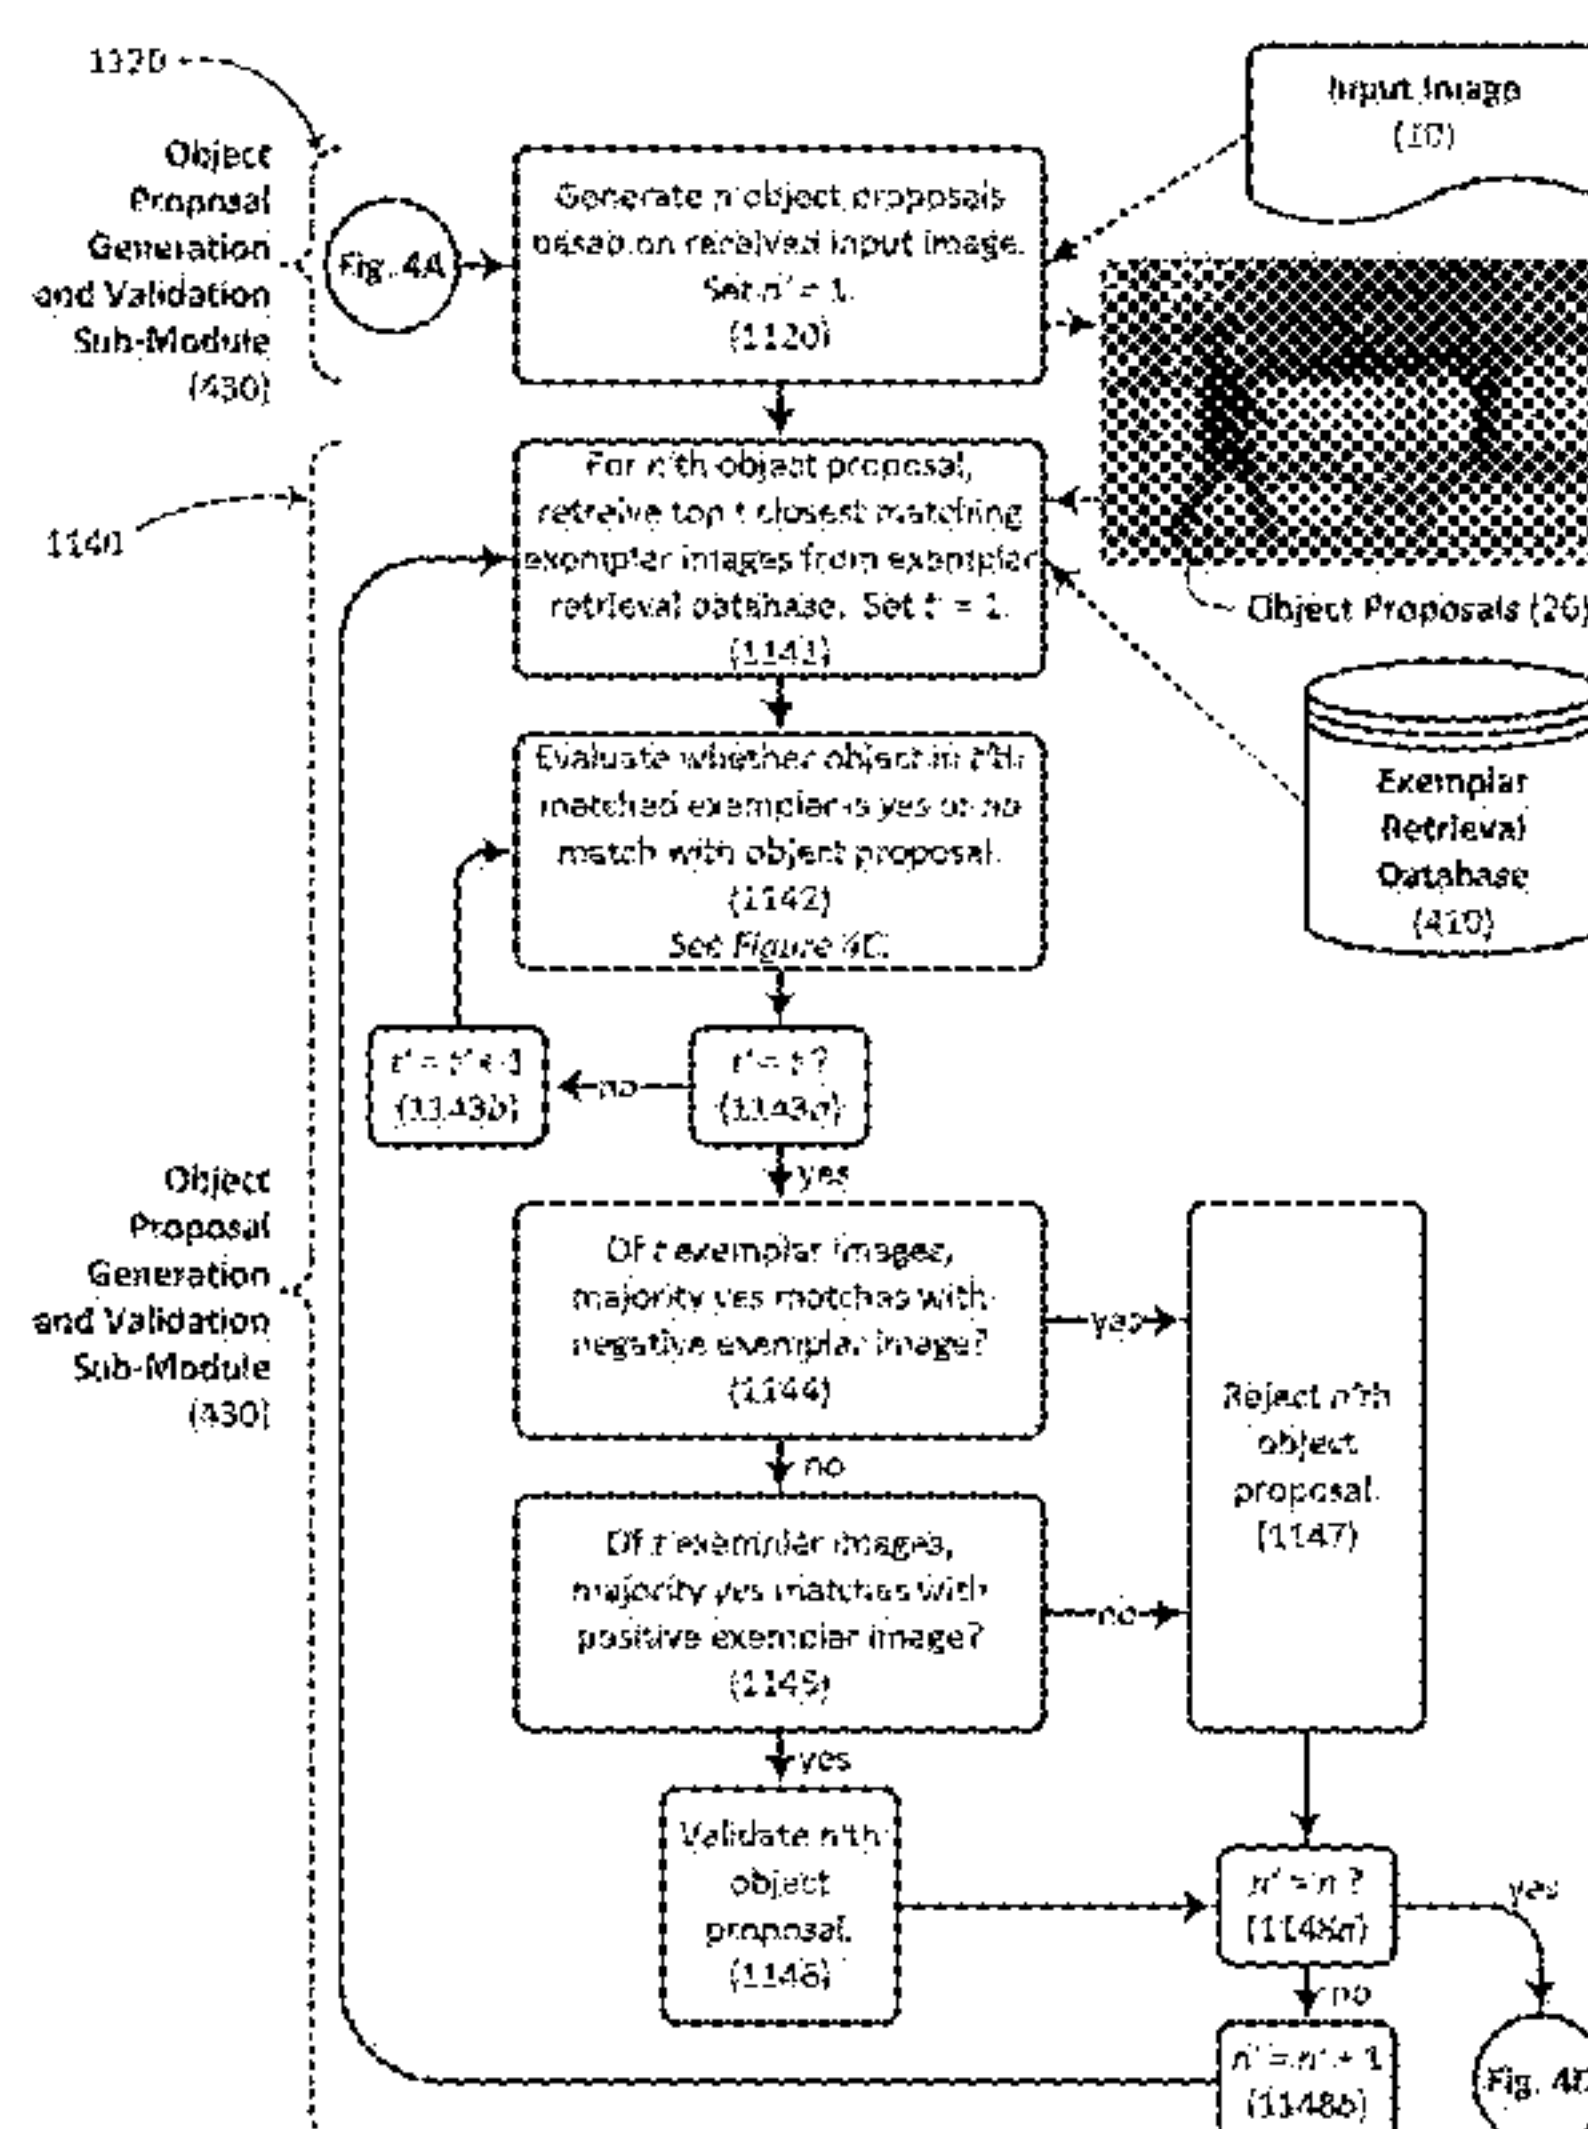 1120
Object
Proposal
Generation
and Validation
Sub-Module
(430)
Fig. 4A
Generate n object proposals
based on received input image.
Set n' = 1.
(1120)
Input Image
(10)
1140
For n'th object proposal,
retreive top t closest matching
exemplar images from exemplar
retrieval database. Set t' = 1.
(1141)
Object Proposals (20)
Exemplar
Retrieval
Database
(410)
Evaluate whether object in t'th
matched exemplar is yes or no
match with object proposal.
(1142)
See Figure 4C.
t' = t' + 1
(1143b)
no
t' = t ?
(1143a)
yes
Object
Proposal
Generation
and Validation
Sub-Module
(430)
Of t exemplar images,
majority yes matches with
negative exemplar image?
(1144)
yes
Reject n'th
object
proposal.
(1147)
no
Of t exemplar images,
majority yes matches with
positive exemplar image?
(1145)
no
yes
Validate n'th
object
proposal.
(1146)
n' = n ?
(1148a)
yes
no
n' = n' + 1
(1148b)
Fig. 4D